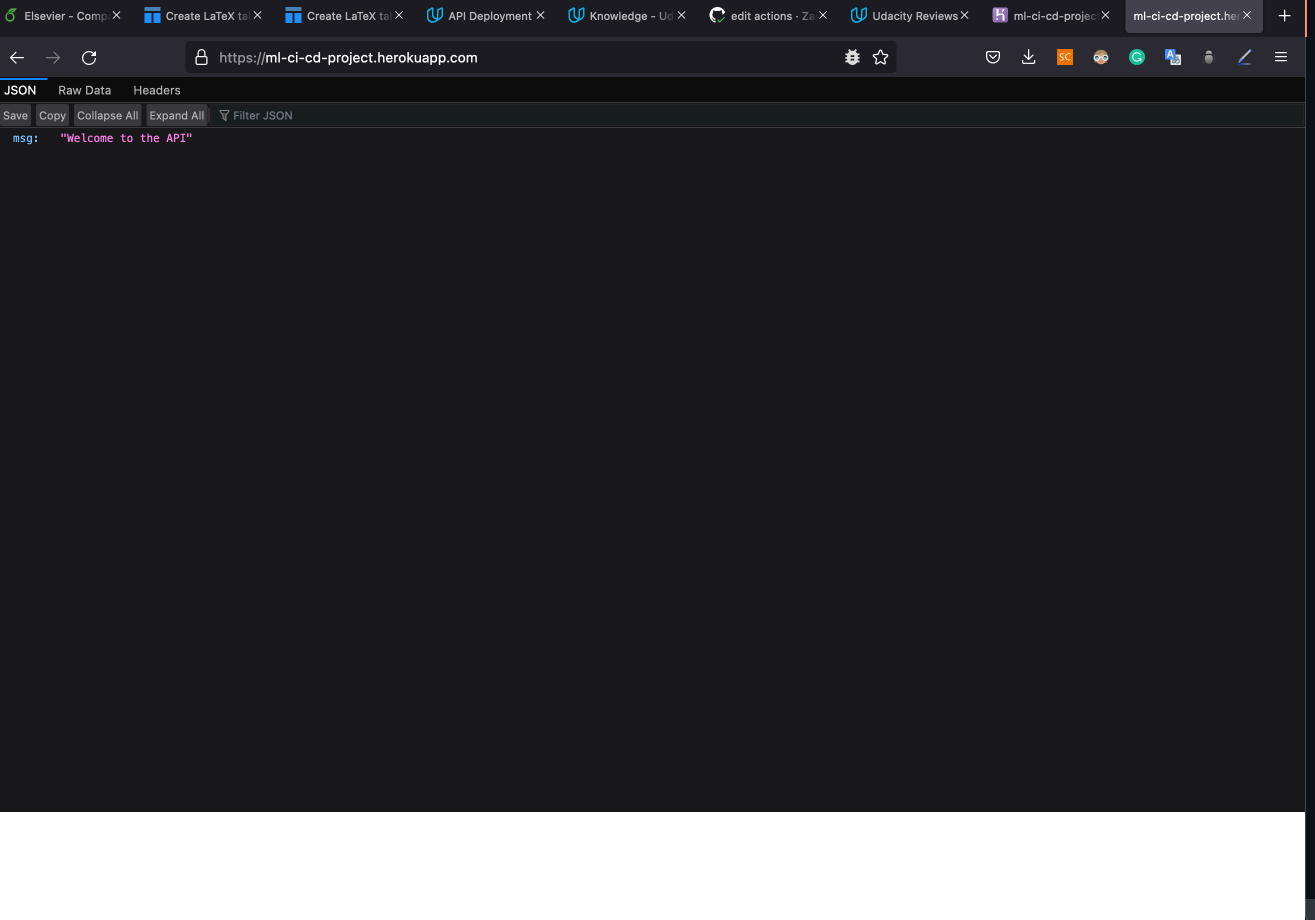 Elsevier - Comp
Create LaTeX ta
Create LaTeX ta
API Deployment
Knowledge - Ud
edit actions · Za
Udacity Reviews
ml-ci-cd-projec
ml-ci-cd-project.her
https://ml-ci-cd-project.herokuapp.com
SC
G
JSON Raw Data Headers
Save Copy Collapse All Expand All Filter JSON
msg: "Welcome to the API"